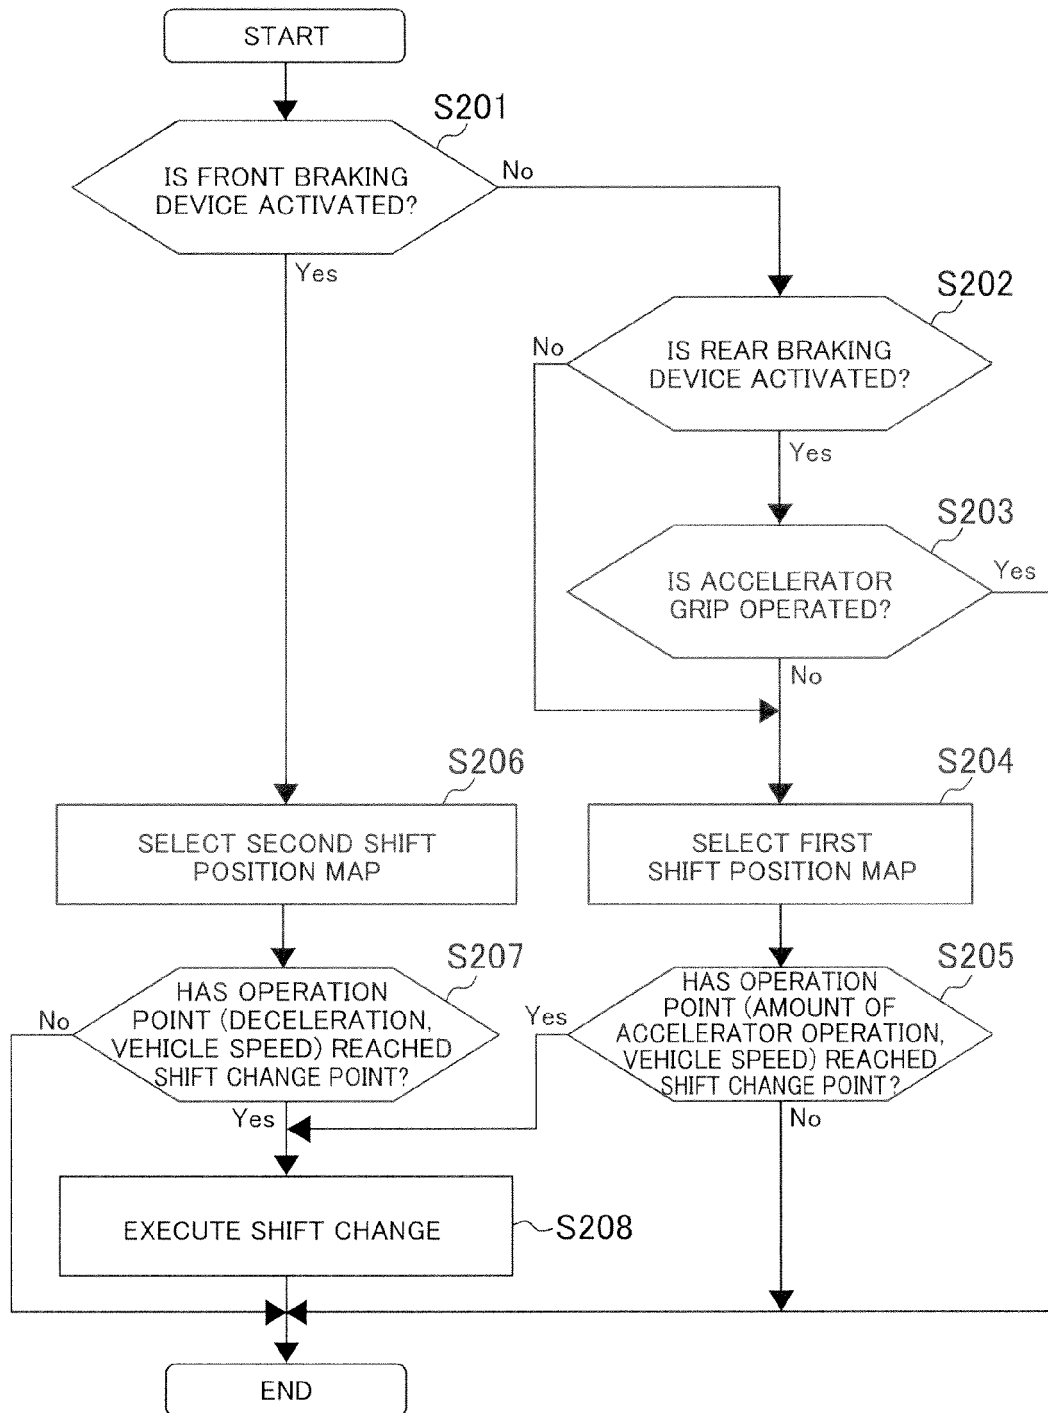 START
S201
IS FRONT BRAKING
DEVICE ACTIVATED?
No
Yes
S202
No
IS REAR BRAKING
DEVICE ACTIVATED?
Yes
S203
IS ACCELERATOR
GRIP OPERATED?
Yes
No
S206
SELECT SECOND SHIFT
POSITION MAP
S204
SELECT FIRST
SHIFT POSITION MAP
S207
No
HAS OPERATION
POINT (DECELERATION,
VEHICLE SPEED) REACHED
SHIFT CHANGE POINT?
Yes
S205
Yes
HAS OPERATION
POINT (AMOUNT OF
ACCELERATOR OPERATION,
VEHICLE SPEED) REACHED
SHIFT CHANGE POINT?
No
EXECUTE SHIFT CHANGE
S208
END